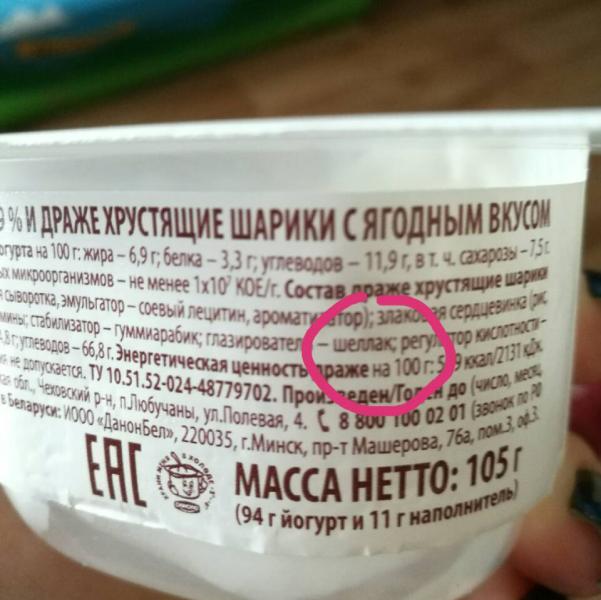 % И ДРАЖЕ ХРУСТЯЩИЕ ШАРИКИ С ЯГОДНЫМ ВКУСОМ
на 100 г: жира – 6,9 г; белка – 3,3 г; углеводов – 11,9 г, в т. ч. сахарозы – 7,5 г.
микроорганизмов – не менее 1х10⁷ КОЕ/г. Состав драже хрустящие шарики
сыворотка, эмульгатор – соевый лецитин, ароматизатор); злаковая сердцевина (рис,
стабилизатор – гуммиарабик; глазирователь – шеллак; регулятор кислотности –
углеводов – 66,8 г. Энергетическая ценность драже на 100 г: ккал/2131 кДж.
не допускается. ТУ 10.51.52-024-48779702. Произведен/Годен до (число, месяц,
обл., Чеховский р-н, п.Любучаны, ул.Полевая, 4. 8 800 100 02 01 (звонок по РФ
в Беларуси: ИООО «ДанонБел», 220035, г.Минск, пр-т Машерова, 76а, пом.3, оф.3.
ЕАС
МАССА НЕТТО: 105 г
(94 г йогурт и 11 г наполнитель)